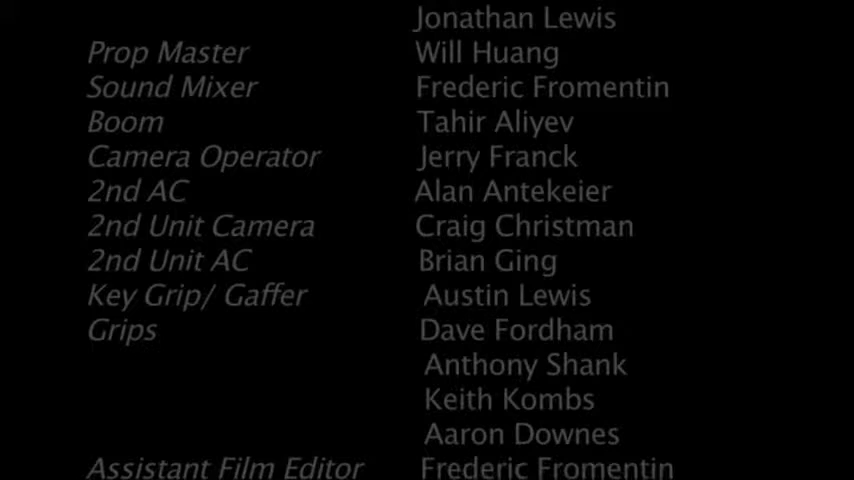 Jonathan Lewis
Prop Master Will Huang
Sound Mixer Frederic Fromentin
Boom Tahir Aliyev
Camera Operator Jerry Franck
2nd AC Alan Antekeier
2nd Unit Camera Craig Christman
2nd Unit AC Brian Ging
Key Grip/ Gaffer Austin Lewis
Grips Dave Fordham
Anthony Shank
Keith Kombs
Aaron Downes
Assistant Film Editor Frederic Fromentin